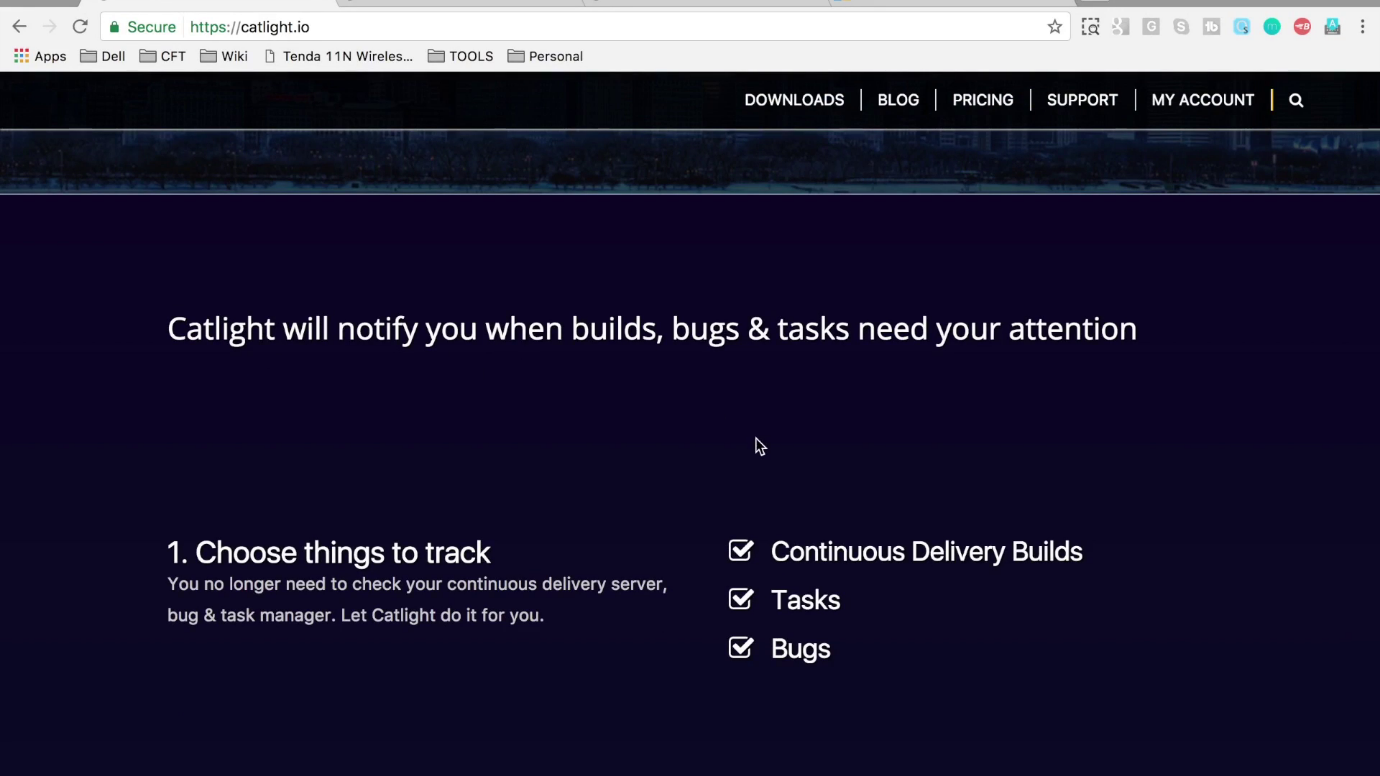 Secure https://catlight.io
Apps Dell CFT Wiki Tenda 11N Wireles... TOOLS Personal
DOWNLOADS BLOG PRICING SUPPORT MY ACCOUNT
Catlight will notify you when builds, bugs & tasks need your attention
1. Choose things to track
You no longer need to check your continuous delivery server,
bug & task manager. Let Catlight do it for you.
Continuous Delivery Builds
Tasks
Bugs